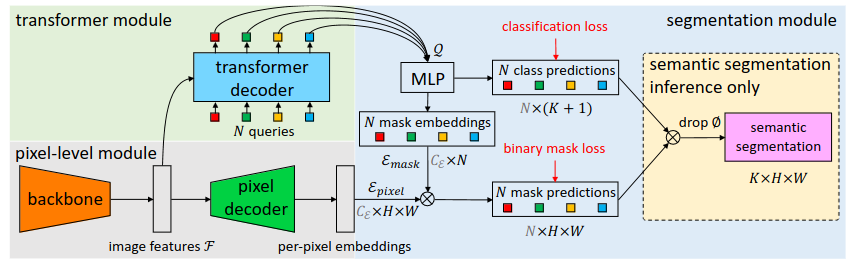 transformer module
segmentation module
pixel-level module
transformer
decoder
N queries
𝒬
MLP
classification loss
N class predictions
N×(K + 1)
N mask embeddings
ℰmask
Cℰ×N
binary mask loss
N mask predictions
N×H×W
semantic segmentation
inference only
drop ∅
semantic
segmentation
K×H×W
backbone
image features ℱ
pixel
decoder
per-pixel embeddings
ℰpixel
Cℰ×H×W